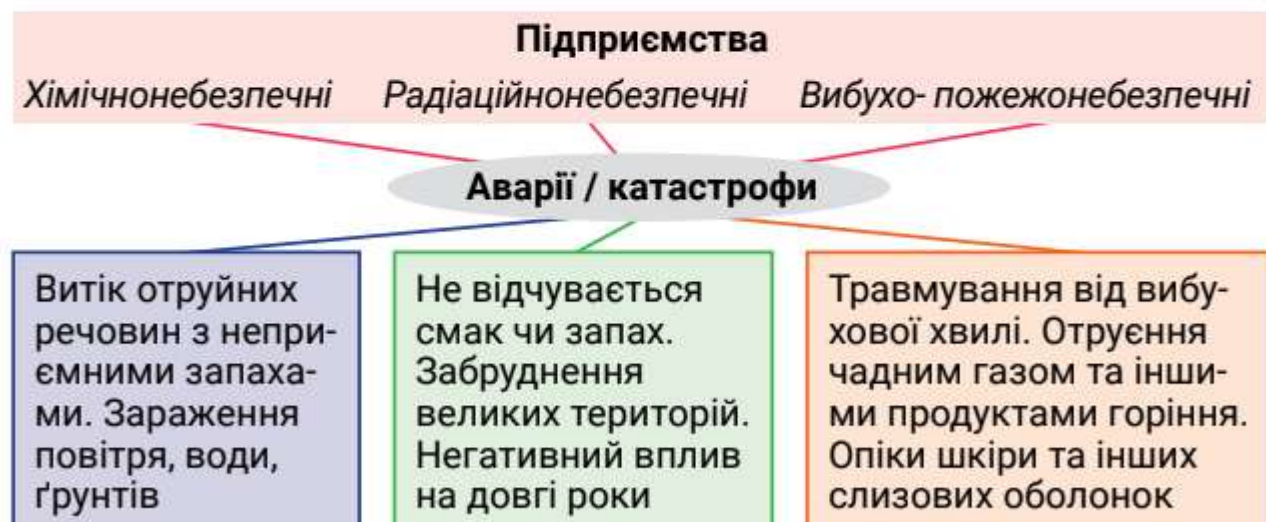 Підприємства
Хімічнонебезпечні Радіаційнонебезпечні Вибухо- пожежонебезпечні
Аварії / катастрофи
Витік отруйних
речовин з непри-
ємними запаха-
ми. Зараження
повітря, води,
ґрунтів
Не відчувається
смак чи запах.
Забруднення
великих територій.
Негативний вплив
на довгі роки
Травмування від вибу-
хової хвилі. Отруєння
чадним газом та інши-
ми продуктами горіння.
Опіки шкіри та інших
слизових оболонок